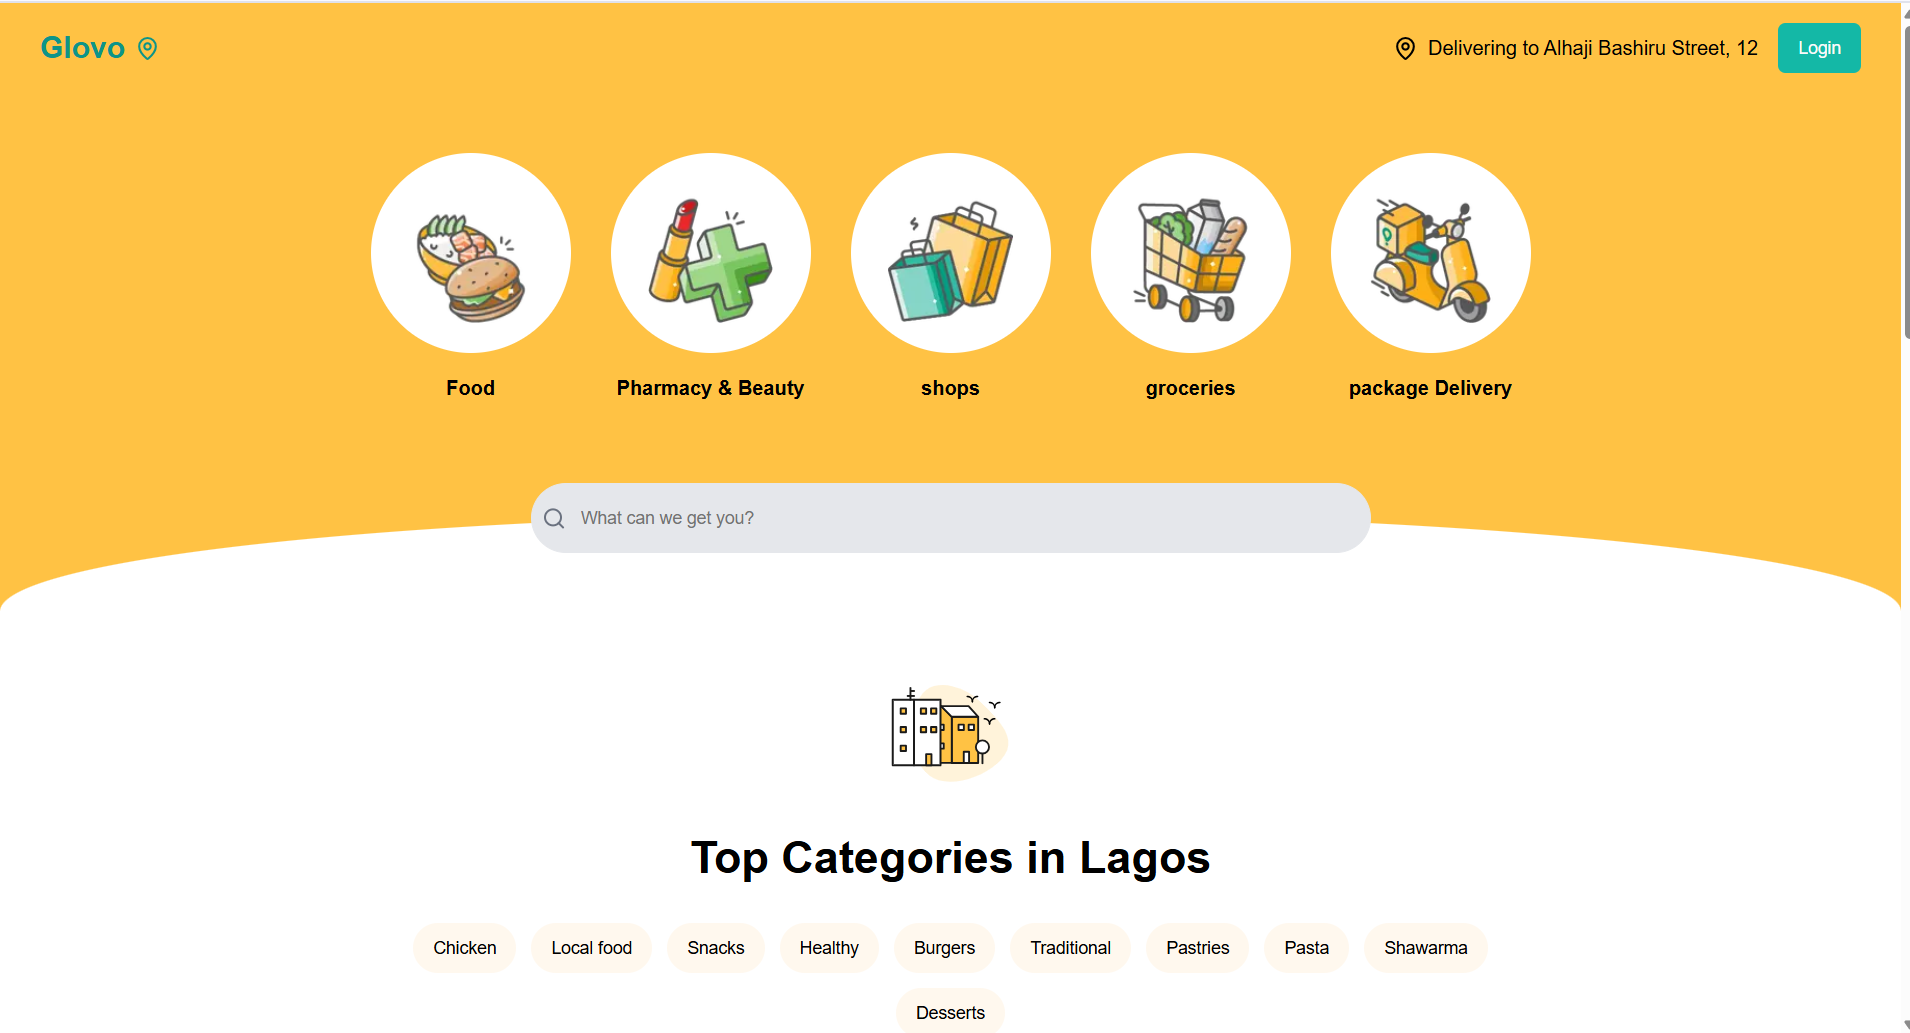 Glovo
Delivering to Alhaji Bashiru Street, 12
Login
Food
Pharmacy & Beauty
shops
groceries
package Delivery
What can we get you?
Top Categories in Lagos
Chicken
Local food
Snacks
Healthy
Burgers
Traditional
Pastries
Pasta
Shawarma
Desserts